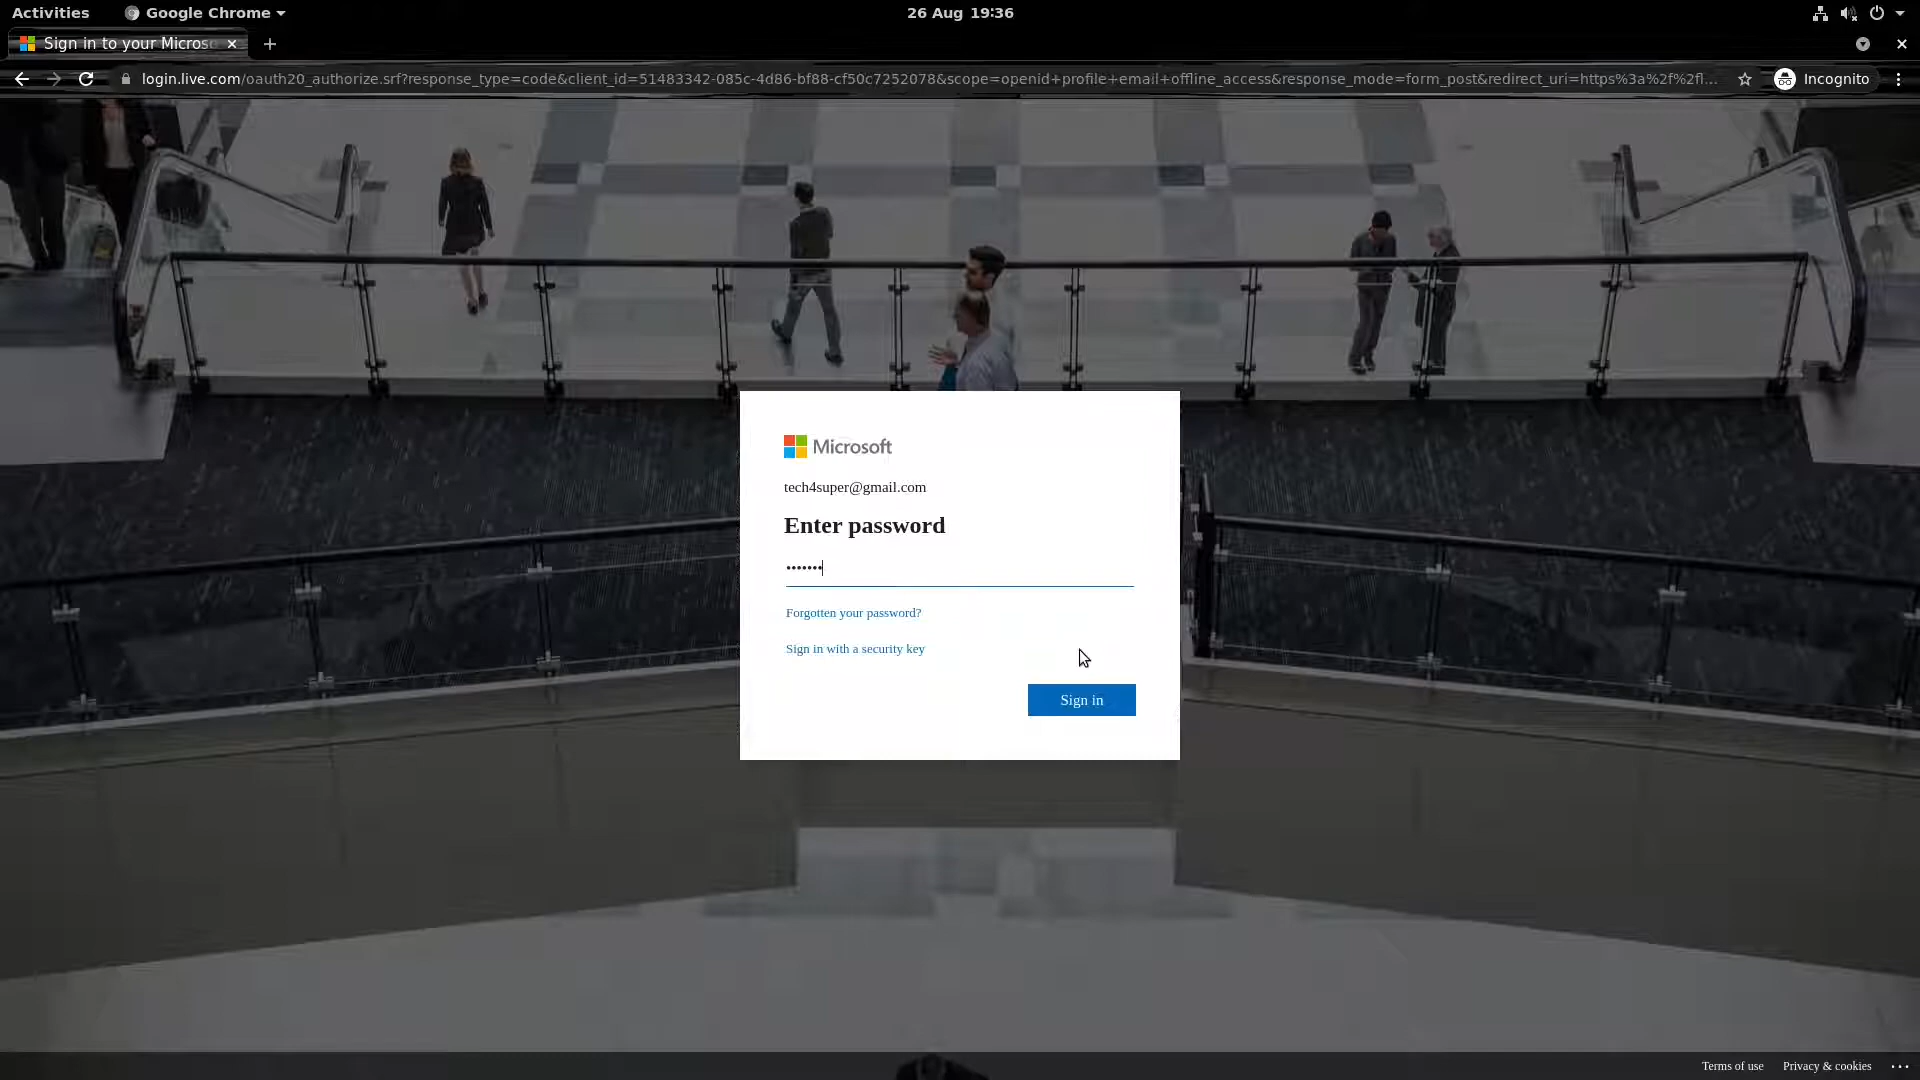 Activities
Google Chrome
26 Aug 19:36
Sign in to your Micros
login.live.com/oauth20_authorize.srf?response_type=code&client_id=51483342-085c-4d86-bf88-cf50c7252078&scope=openid+profile+email+offline_access&response_mode=form_post&redirect_uri=https%3a%2f%2fl...
Incognito
Microsoft
tech4super@gmail.com
Enter password
•••••••
Forgotten your password?
Sign in with a security key
Sign in
Terms of use
Privacy & cookies
...